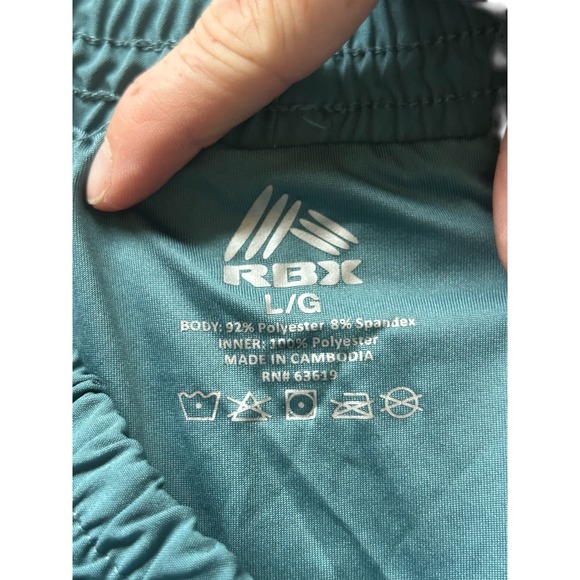 RBX
L/G
BODY: 92% Polyester 8% Spandex
INNER: 100% Polyester
MADE IN CAMBODIA
RN# 63619